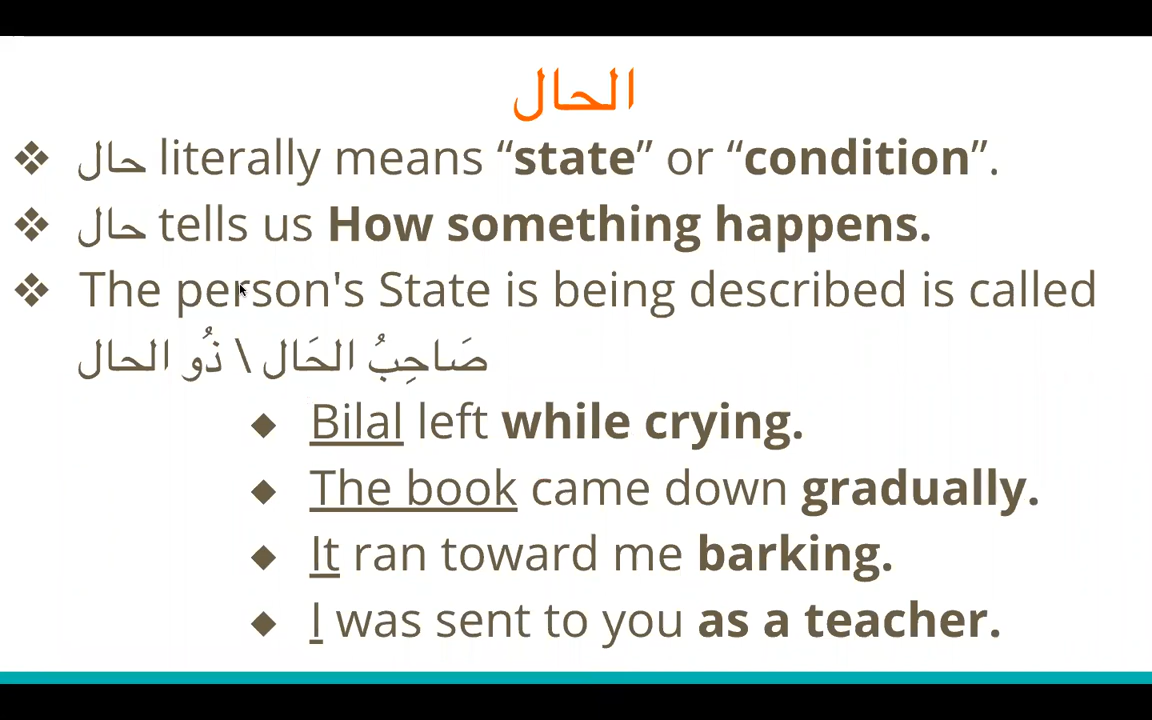 الحال
❖ حال literally means “state” or “condition”.
❖ حال tells us How something happens.
❖ The person's State is being described is called
صَاحِبُ الحَال \ ذُو الحال
◆ Bilal left while crying.
◆ The book came down gradually.
◆ It ran toward me barking.
◆ I was sent to you as a teacher.